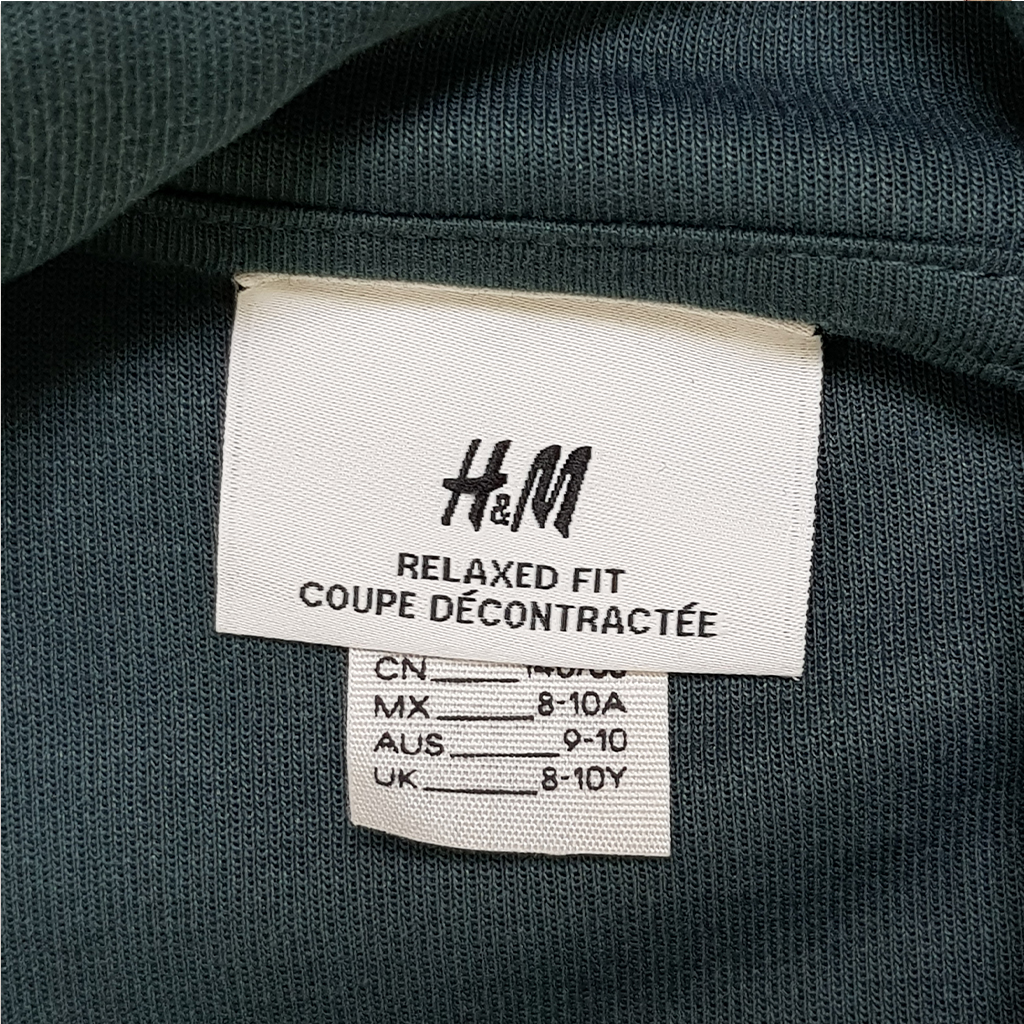 H&M
RELAXED FIT
COUPE DÉCONTRACTÉE
CN
MX 8-10A
AUS 9-10
UK 8-10Y